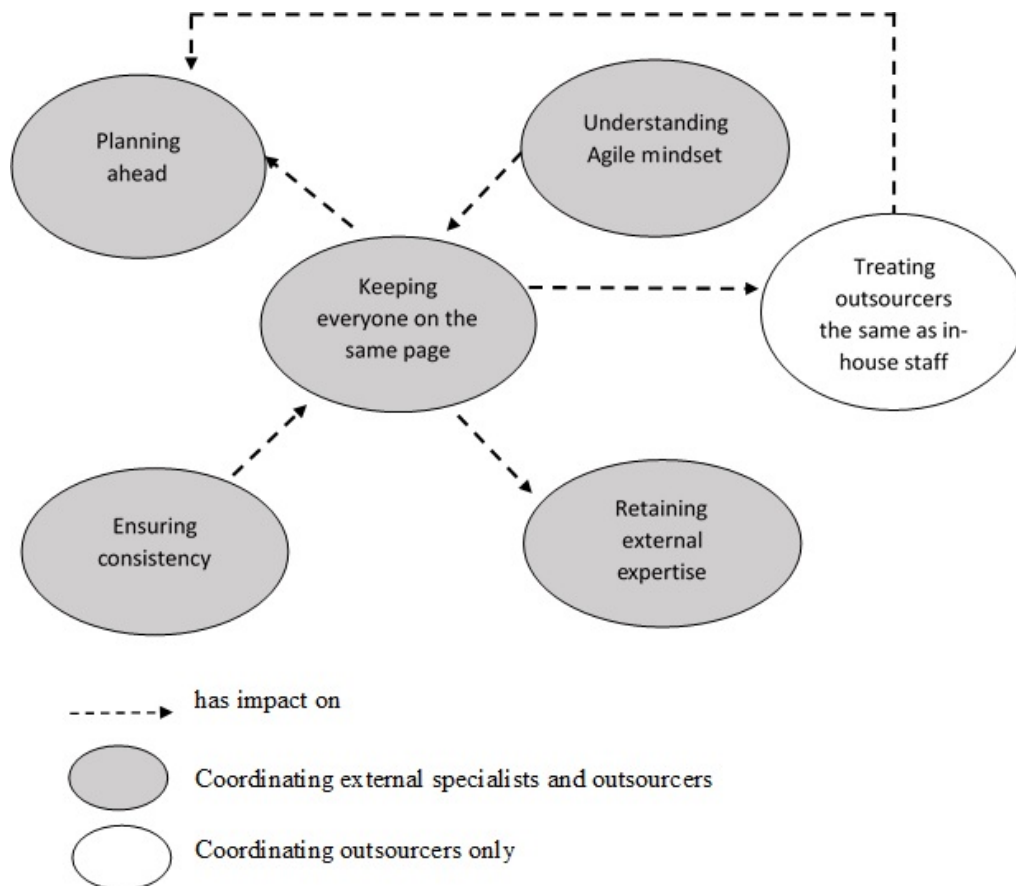 Planning
ahead
Understanding
Agile mindset
Keeping
everyone on the
same page
Treating
outsourcers
the same as in-
house staff
Ensuring
consistency
Retaining
external
expertise
has impact on
Coordinating external specialists and outsourcers
Coordinating outsourcers only